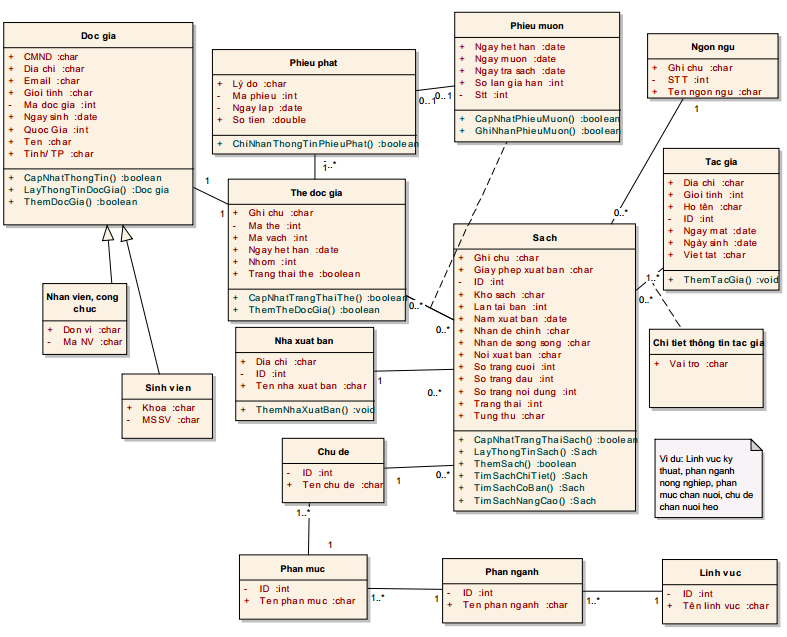 Doc gia
+ CMND :char
+ Dia chi :char
+ Email :char
+ Gioi tinh :char
- Ma doc gia :int
+ Ngay sinh :date
+ Quoc Gia :int
+ Ten :char
+ Tinh/ TP :char
+ CapNhatThongTin() :boolean
+ LayThongTinDocGia() :Doc gia
+ ThemDocGia() :boolean
Phieu phat
+ Lý do :char
- Ma phieu :int
- Ngay lap :date
+ So tien :double
+ ChiNhanThongTinPhieuPhat() :boolean
Phieu muon
+ Ngay het han :date
+ Ngay muon :date
+ Ngay tra sach :date
+ So lan gia han :int
- Stt :int
+ CapNhatPhieuMuon() :boolean
+ GhiNhanPhieuMuon() :boolean
Ngon ngu
+ Ghi chu :char
- STT :int
+ Ten ngon ngu :char
0..1
0..1
1
1
1
1..*
0..*
The doc gia
+ Ghi chu :char
- Ma the :int
+ Ma vach :int
+ Ngay het han :date
+ Nhom :int
+ Trang thai the :boolean
+ CapNhatTrangThaiThe() :boolean
+ ThemTheDocGia() :boolean
Tac gia
+ Dia chi :char
+ Gioi tinh :int
+ Ho tên :char
- ID :int
+ Ngay mat :date
+ Ngày sinh :date
+ Viet tat :char
+ ThemTacGia() :void
Sach
+ Ghi chu :char
+ Giay phep xuat ban :char
- ID :int
+ Kho sach :char
+ Lan tai ban :int
+ Nam xuat ban :date
+ Nhan de chinh :char
+ Nhan de song song :char
+ Noi xuat ban :char
+ So trang cuoi :int
+ So trang dau :int
+ So trang noi dung :int
+ Trang thai :int
+ Tung thu :char
+ CapNhatTrangThaiSach() :boolean
+ LayThongTinSach() :Sach
+ ThemSach() :boolean
+ TimSachChiTiet() :Sach
+ TimSachCoBan() :Sach
+ TimSachNangCao() :Sach
0..*
0..*
1..*
0..*
Nhan vien, cong
chuc
+ Don vi :char
- Ma NV :char
Nha xuat ban
+ Dia chi :char
- ID :int
+ Ten nha xuat ban :char
+ ThemNhaXuatBan() :void
1
0..*
Chi tiet thông tin tac gia
+ Vai tro :char
Sinh vien
+ Khoa :char
- MSSV :char
Chu de
- ID :int
+ Ten chu de :char
1
0..*
1..*
1
Vi du: Linh vuc ky
thuat, phan nganh
nong nghiep, phan
muc chan nuoi, chu de
chan nuoi heo
Phan muc
- ID :int
+ Ten phan muc :char
1..*
1
Phan nganh
- ID :int
+ Ten phan nganh :char
1..*
1
Linh vuc
- ID :int
+ Tên linh vuc :char